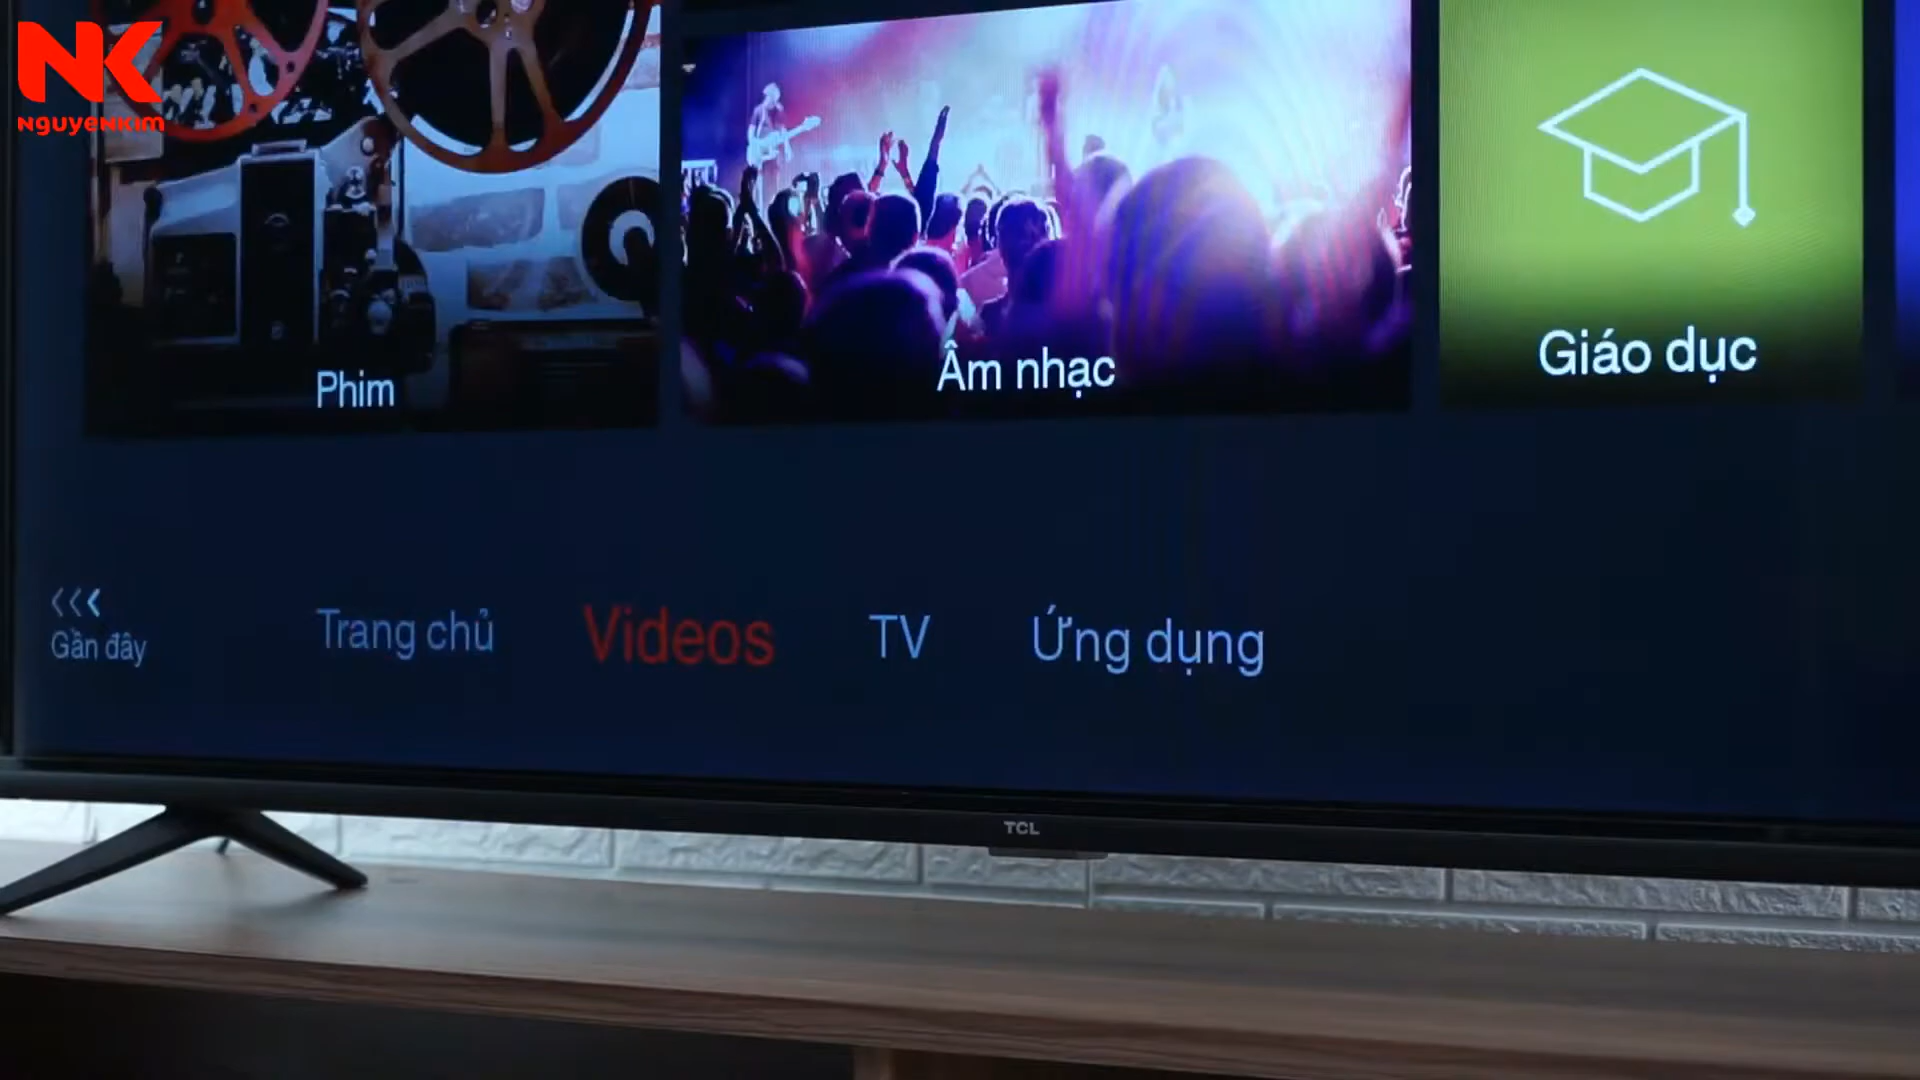 NK
NGUYENKIM
Phim
Âm nhạc
Giáo dục
Gần đây
Trang chủ
Videos
TV
Ứng dụng
TCL